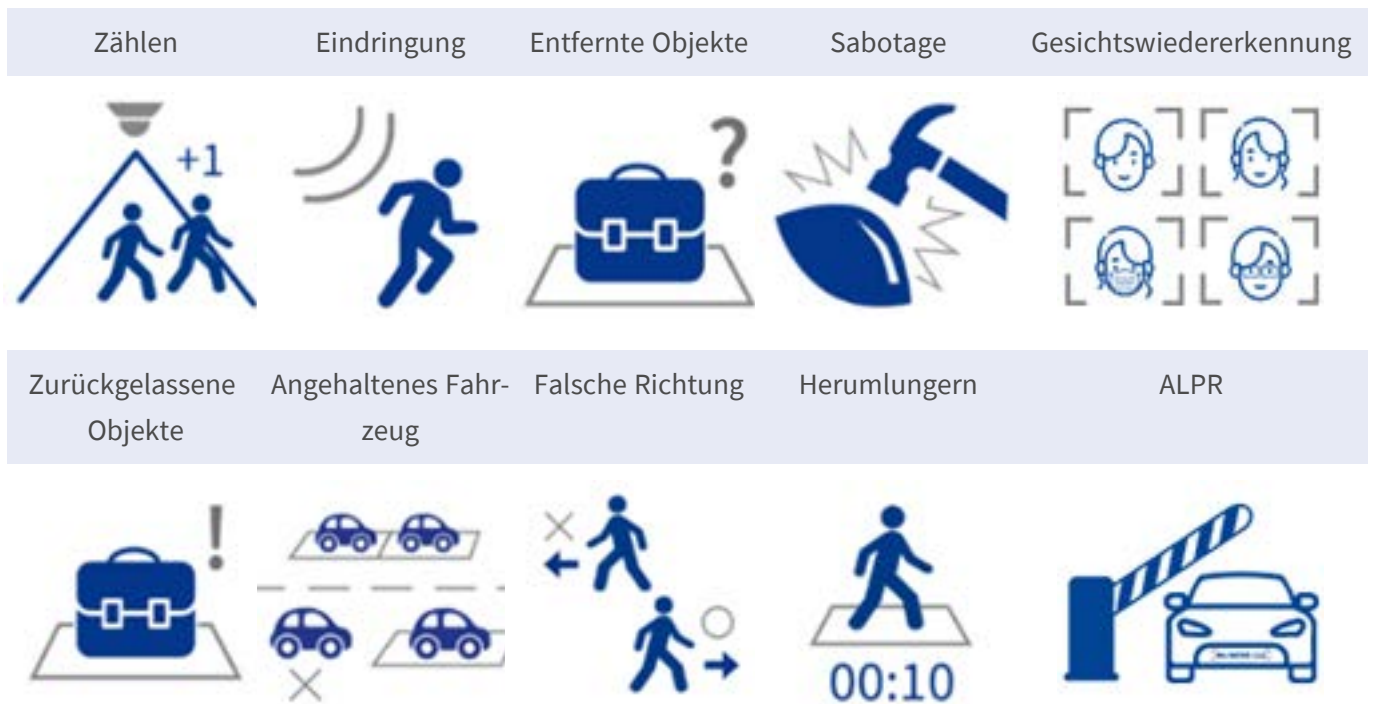 Zählen
Eindringung
Entfernte Objekte
Sabotage
Gesichtswiedererkennung
+1
?
Zurückgelassene
Objekte
Angehaltenes Fahr-
zeug
Falsche Richtung
Herumlungern
ALPR
!
00:10